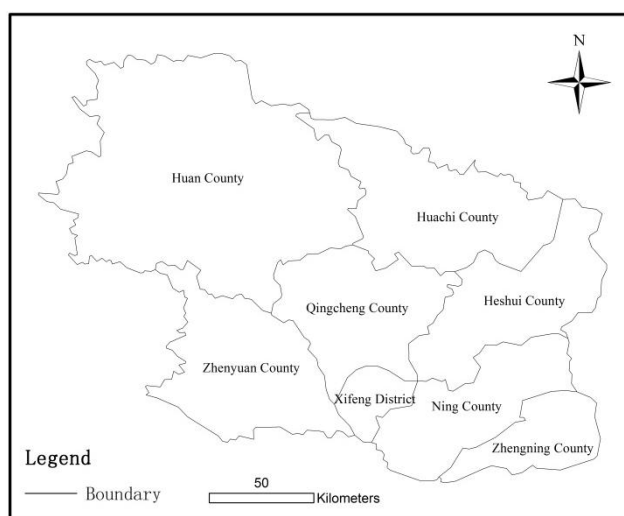 N
Huan County
Huachi County
Qingcheng County
Heshui County
Zhenyuan County
Xifeng District
Ning County
Zhengning County
Legend
Boundary
50
Kilometers